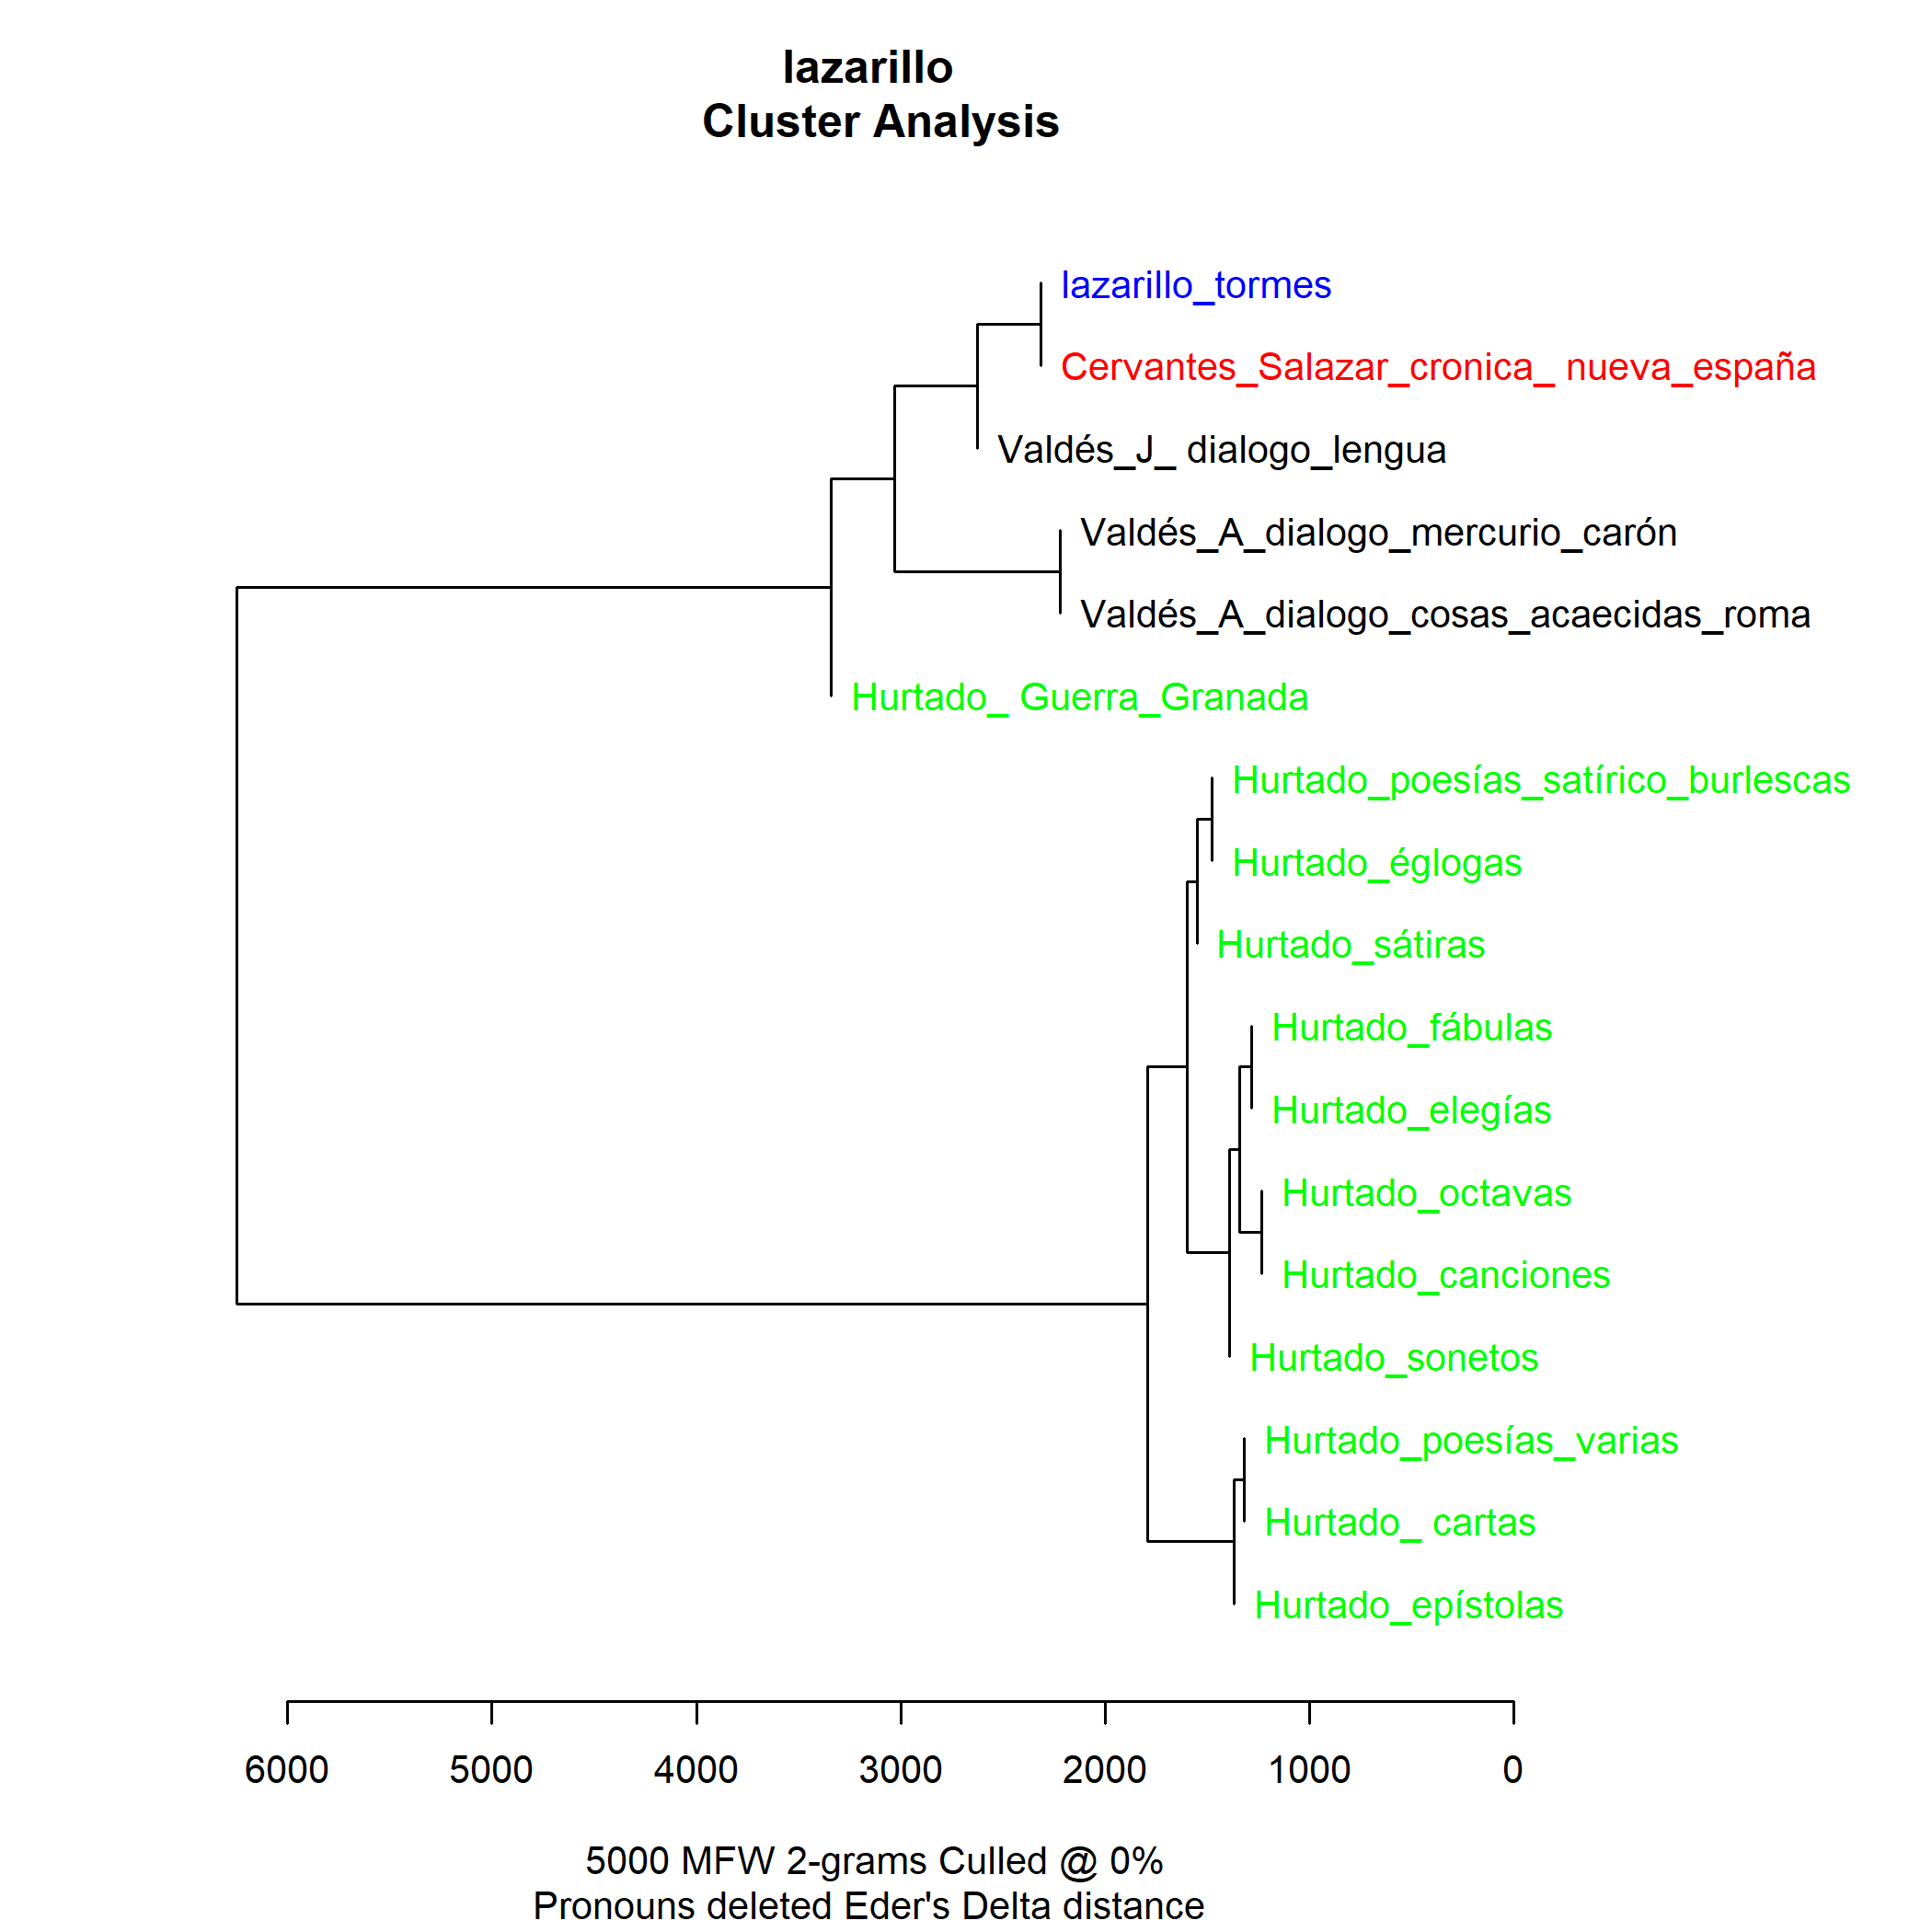 lazarillo
Cluster Analysis
lazarillo_tormes
Cervantes_Salazar_cronica_ nueva_españa
Valdés_J_ dialogo_lengua
Valdés_A_dialogo_mercurio_carón
Valdés_A_dialogo_cosas_acaecidas_roma
Hurtado_ Guerra_Granada
Hurtado_poesías_satírico_burlescas
Hurtado_églogas
Hurtado_sátiras
Hurtado_fábulas
Hurtado_elegías
Hurtado_octavas
Hurtado_canciones
Hurtado_sonetos
Hurtado_poesías_varias
Hurtado_ cartas
Hurtado_epístolas
6000 5000 4000 3000 2000 1000 0
5000 MFW 2-grams Culled @ 0%
Pronouns deleted Eder's Delta distance